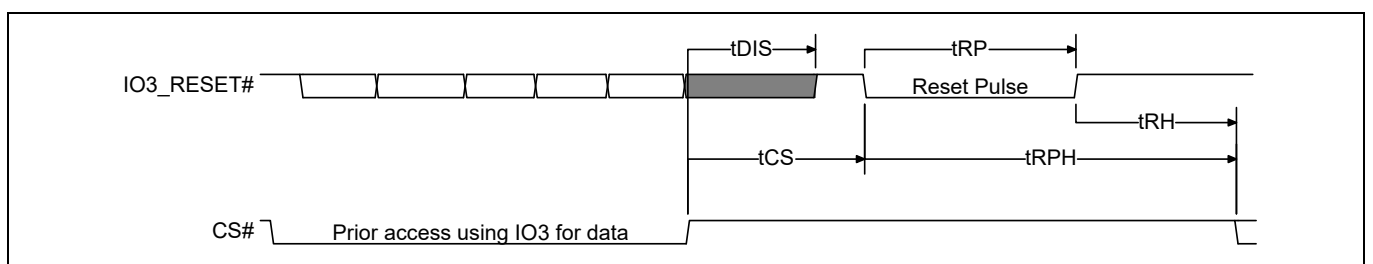 tDIS tRP
IO3_RESET# Reset Pulse
tRH
tCS tRPH
CS# Prior access using IO3 for data